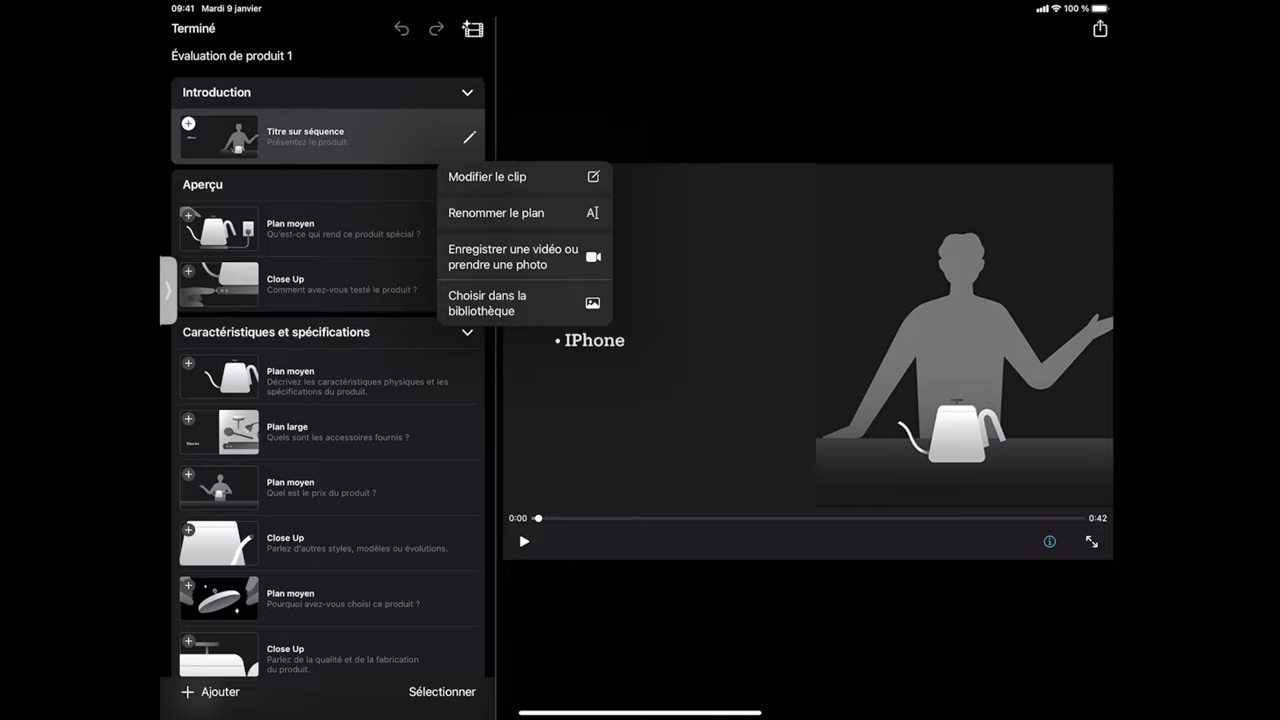 09:41 Mardi 9 janvier
100 %
Terminé
Évaluation de produit 1
Introduction
Titre sur séquence
Présentez le produit.
Aperçu
Plan moyen
Qu'est-ce qui rend ce produit spécial ?
Close Up
Comment avez-vous testé le produit ?
Caractéristiques et spécifications
Plan moyen
Décrivez les caractéristiques physiques et les
spécifications du produit.
Plan large
Quels sont les accessoires fournis ?
Plan moyen
Quel est le prix du produit ?
Close Up
Parlez d'autres styles, modèles ou évolutions.
Plan moyen
Pourquoi avez-vous choisi ce produit ?
Close Up
Parlez de la qualité et de la fabrication
du produit.
Ajouter
Sélectionner
Modifier le clip
Renommer le plan
Enregistrer une vidéo ou
prendre une photo
Choisir dans la
bibliothèque
• IPhone
0:00
0:42